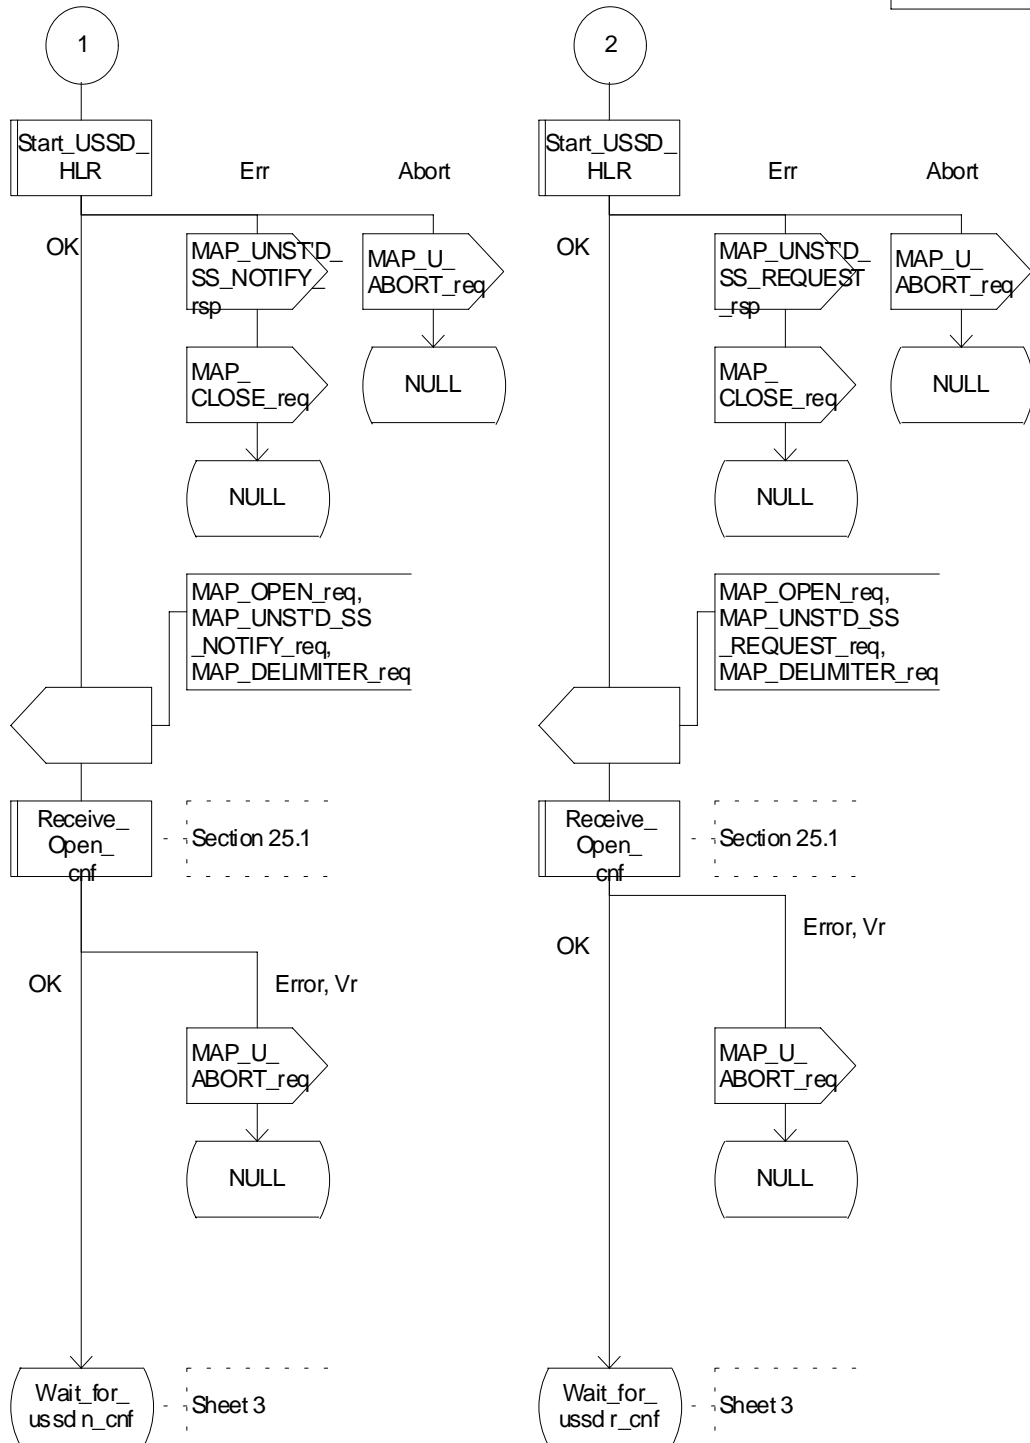 1
Start_USSD_
HLR
Err
Abort
OK
MAP_UNST'D_
SS_NOTIFY_
rsp
MAP_U_
ABORT_req
MAP_
CLOSE_req
NULL
NULL
MAP_OPEN_req,
MAP_UNST'D_SS
_NOTIFY_req,
MAP_DELIMITER_req
Receive_
Open_
cnf
Section 25.1
OK
Error, Vr
MAP_U_
ABORT_req
NULL
Wait_for_
ussd n_cnf
Sheet 3
2
Start_USSD_
HLR
Err
Abort
OK
MAP_UNST'D_
SS_REQUEST
_rsp
MAP_U_
ABORT_req
MAP_
CLOSE_req
NULL
NULL
MAP_OPEN_req,
MAP_UNST'D_SS
_REQUEST_req,
MAP_DELIMITER_req
Receive_
Open_
cnf
Section 25.1
Error, Vr
OK
MAP_U_
ABORT_req
NULL
Wait_for_
ussd r_cnf
Sheet 3